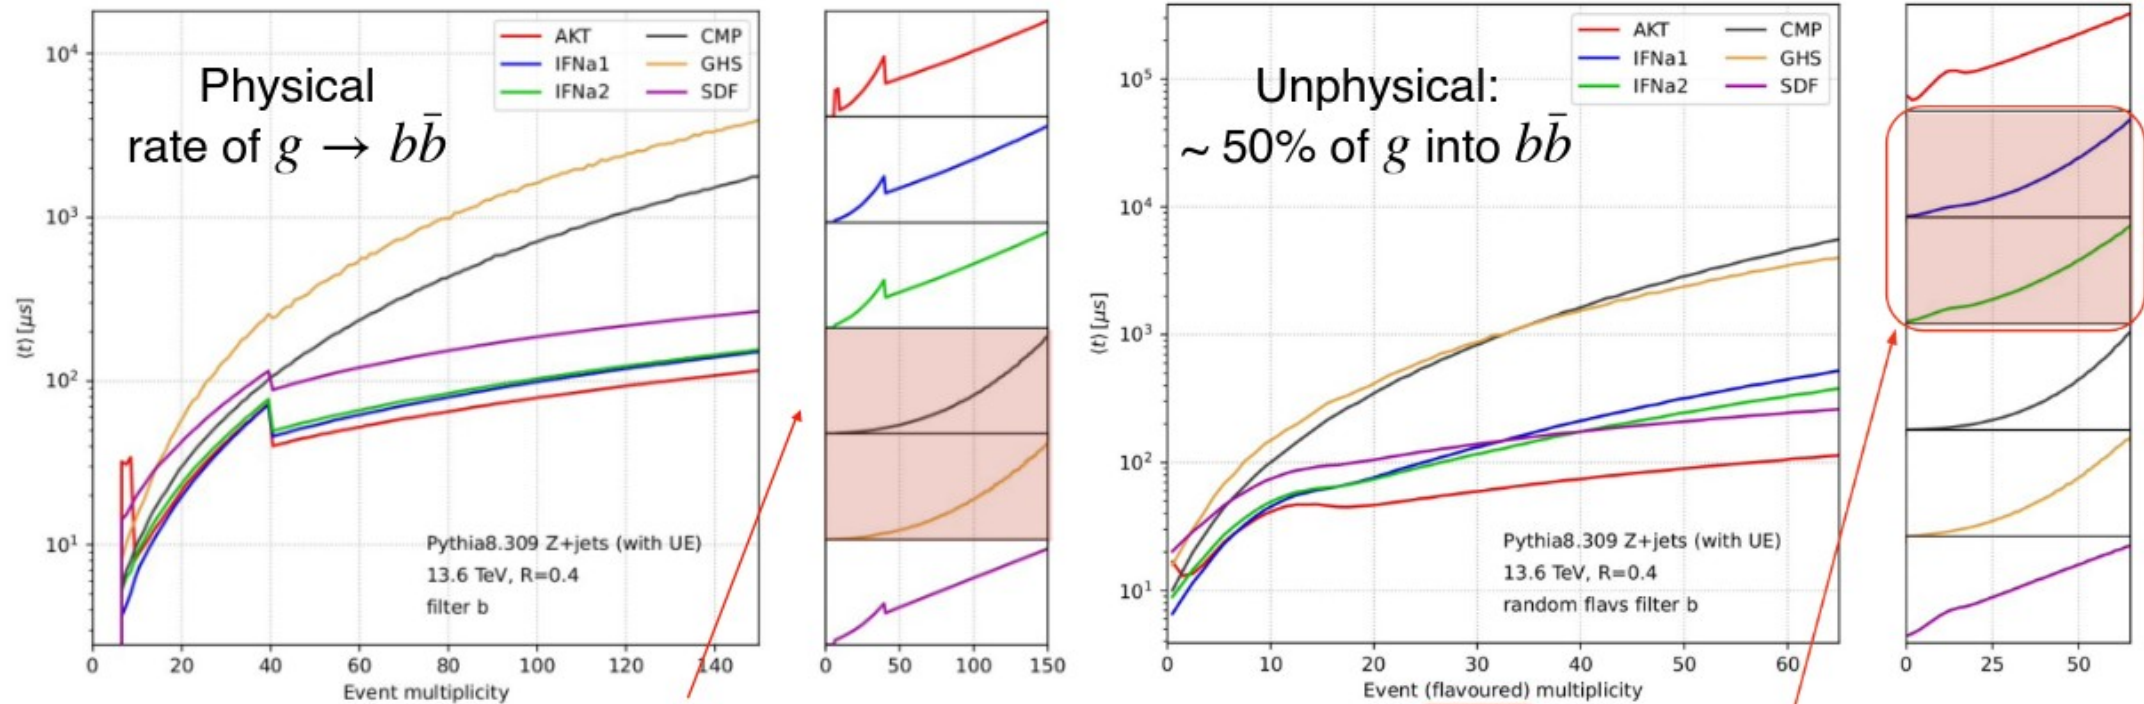 Physical
rate of g → bb̄
AKT
IFNa1
IFNa2
CMP
GHS
SDF
10⁴
10³
10²
10¹
⟨t⟩ [μs]
Pythia8.309 Z+jets (with UE)
13.6 TeV, R=0.4
filter b
0 20 40 60 80 100 120 140
Event multiplicity
0 50 100 150
Unphysical:
~ 50% of g into bb̄
AKT
IFNa1
IFNa2
CMP
GHS
SDF
10⁵
10⁴
10³
10²
10¹
⟨t⟩ [μs]
Pythia8.309 Z+jets (with UE)
13.6 TeV, R=0.4
random flavs filter b
0 10 20 30 40 50 60
Event (flavoured) multiplicity
0 25 50